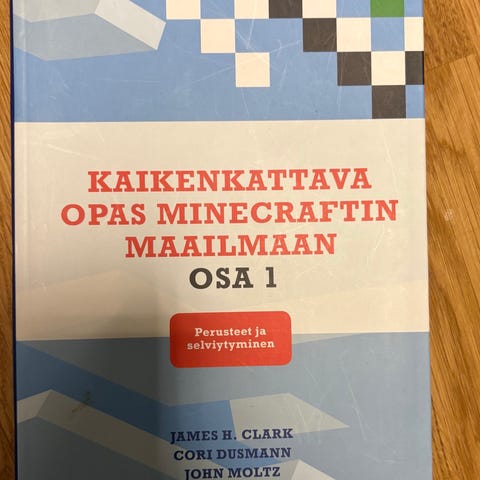 KAIKENKATTAVA
OPAS MINECRAFTIN
MAAILMAAN
OSA 1
Perusteet ja
selviytyminen
JAMES H. CLARK
CORI DUSMANN
JOHN MOLTZ